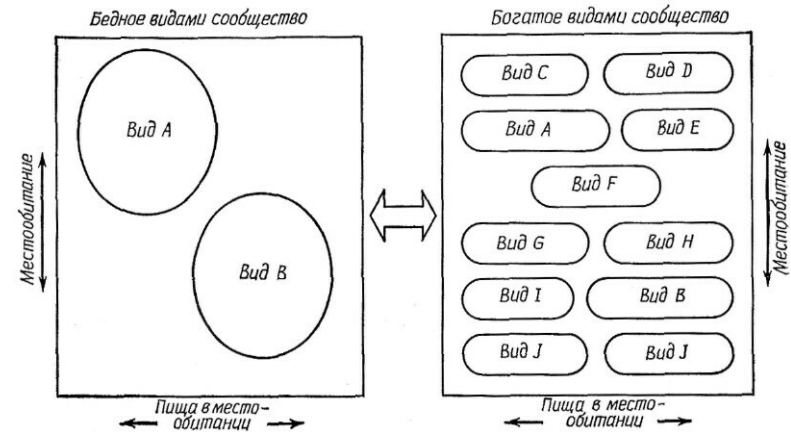 Бедное видами сообщество
Вид A
Вид B
Местообитание
Пища в место-
обитании
Богатое видами сообщество
Вид C
Вид D
Вид A
Вид E
Вид F
Вид G
Вид H
Вид I
Вид B
Вид J
Вид J
Местообитание
Пища в место-
обитании